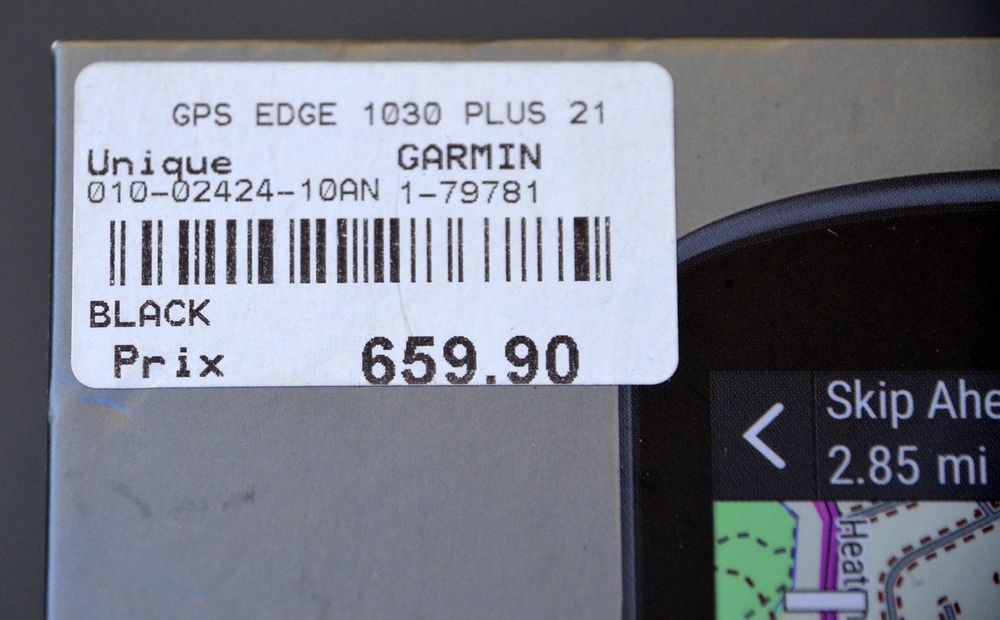 GPS EDGE 1030 PLUS 21
Unique GARMIN
010-02424-10AN 1-79781
BLACK
Prix 659.90
Skip Ahe
2.85 mi
Heato